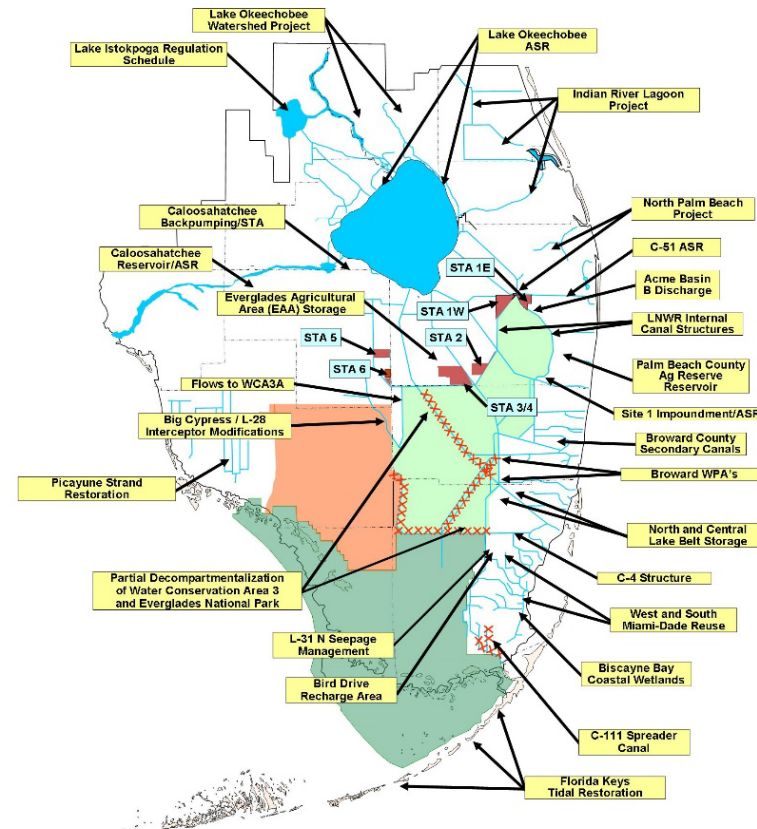 Lake Okeechobee
Watershed Project
Lake Okeechobee
ASR
Lake Istokpoga Regulation
Schedule
Indian River Lagoon
Project
Caloosahatchee
Backpumping/STA
North Palm Beach
Project
Caloosahatchee
Reservoir/ASR
C-51 ASR
STA 1E
Acme Basin
B Discharge
Everglades Agricultural
Area (EAA) Storage
STA 1W
LNWR Internal
Canal Structures
STA 5
STA 2
STA 6
Palm Beach County
Ag Reserve
Reservoir
Flows to WCA3A
STA 3/4
Site 1 Impoundment/ASR
Big Cypress / L-28
Interceptor Modifications
Broward County
Secondary Canals
Broward WPA's
Picayune Strand
Restoration
North and Central
Lake Belt Storage
Partial Decompartmentalization
of Water Conservation Area 3
and Everglades National Park
C-4 Structure
West and South
Miami-Dade Reuse
L-31 N Seepage
Management
Biscayne Bay
Coastal Wetlands
Bird Drive
Recharge Area
C-111 Spreader
Canal
Florida Keys
Tidal Restoration